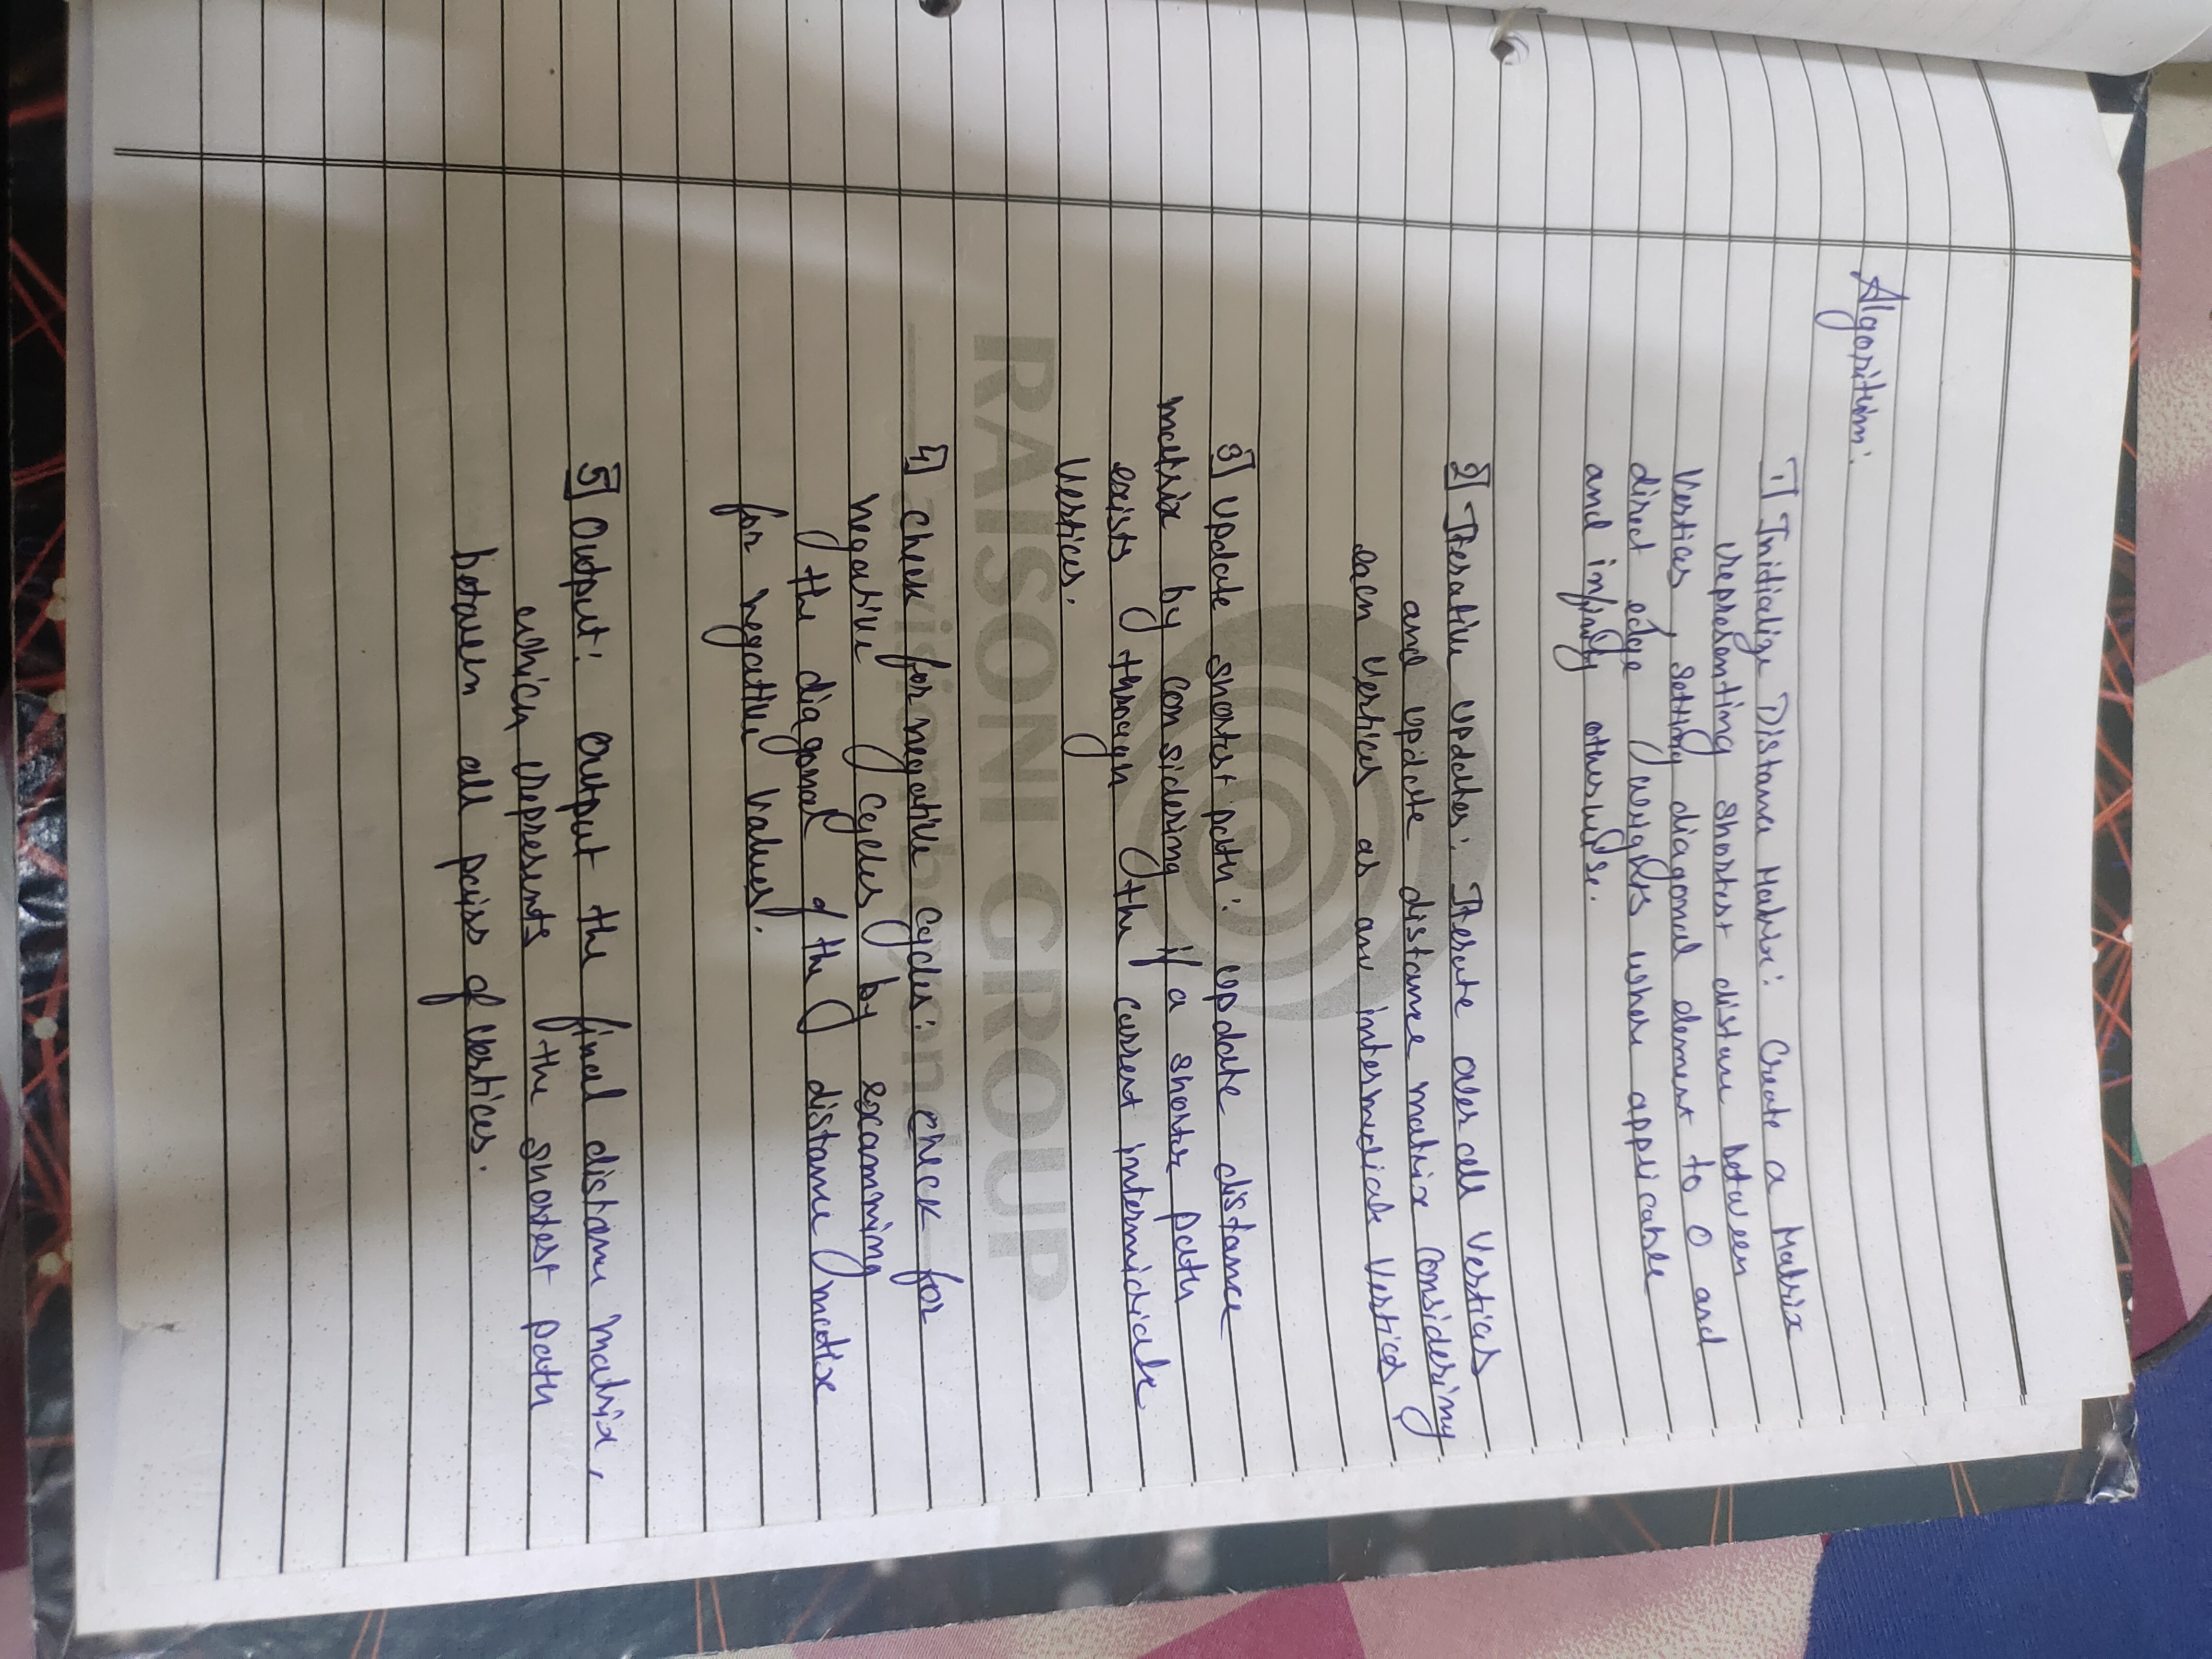 Algorithm:
1] Initialize Distance Matrix: Create a Matrix
representing shortest distance between
Vertices, setting diagonal element to 0 and
direct edge weights where applicable
and infinity otherwise.
2] Iterative updates: Iterate over all Vertices
and update distance matrix considering
each Vertices as an intermediate Vertices.
3] Update shortest path: update distance
matrix by considering if a shorter path
exists through the current intermidiate
Vertices.
RAISONI GROUP
a vision beyond
4] check for negative cycles: check for
negative cycles by examming
the diagonal of the distance matix
for negative values.
5] Output: Output the final distance matrix,
which represents the shortest path
between all pairs of vertices.